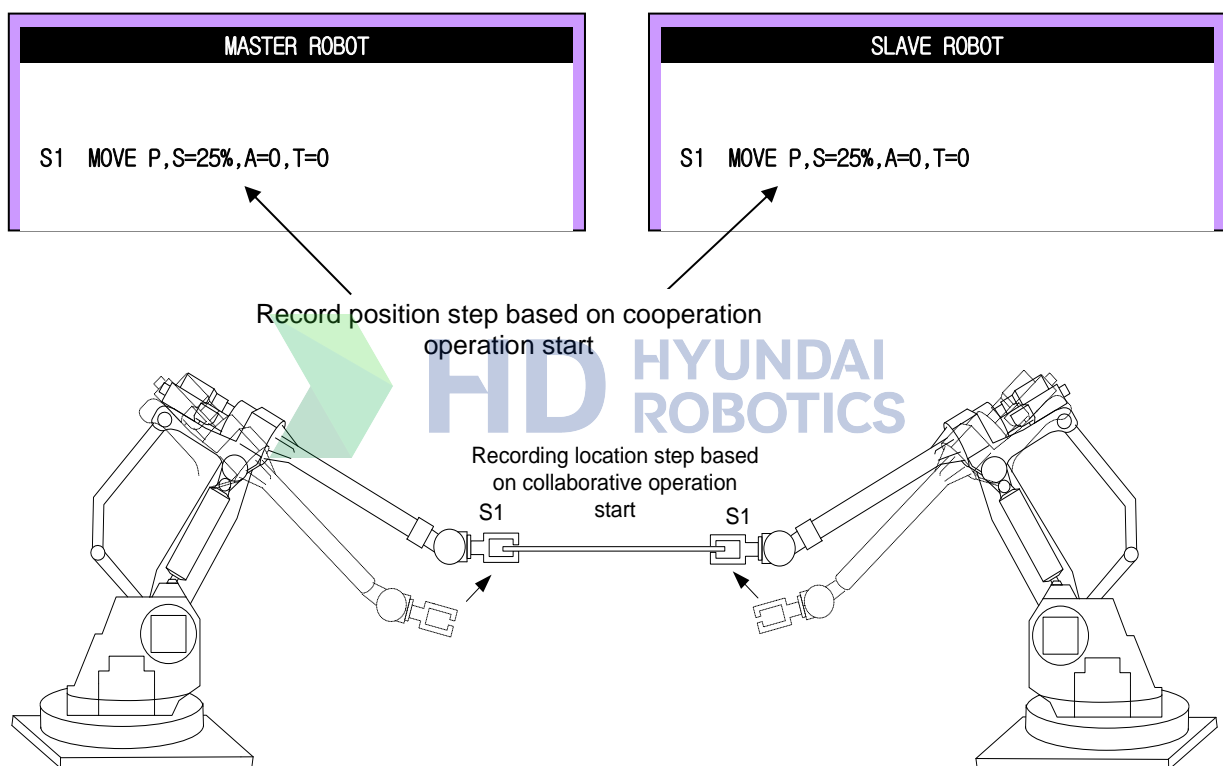 MASTER ROBOT
S1 MOVE P,S=25%,A=0,T=0
SLAVE ROBOT
S1 MOVE P,S=25%,A=0,T=0
Record position step based on cooperation
operation start
HD HYUNDAI
ROBOTICS
Recording location step based
on collaborative operation
start
S1
S1